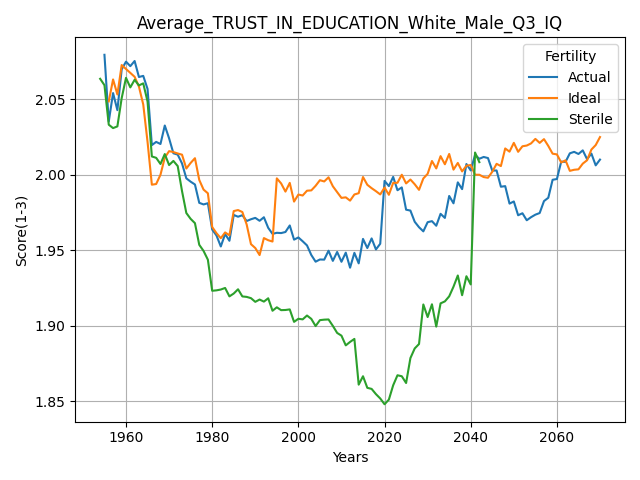 Average_TRUST_IN_EDUCATION_White_Male_Q3_IQ
Fertility
Actual
Ideal
Sterile
Score(1-3)
2.05
2.00
1.95
1.90
1.85
1960
1980
2000
2020
2040
2060
Years